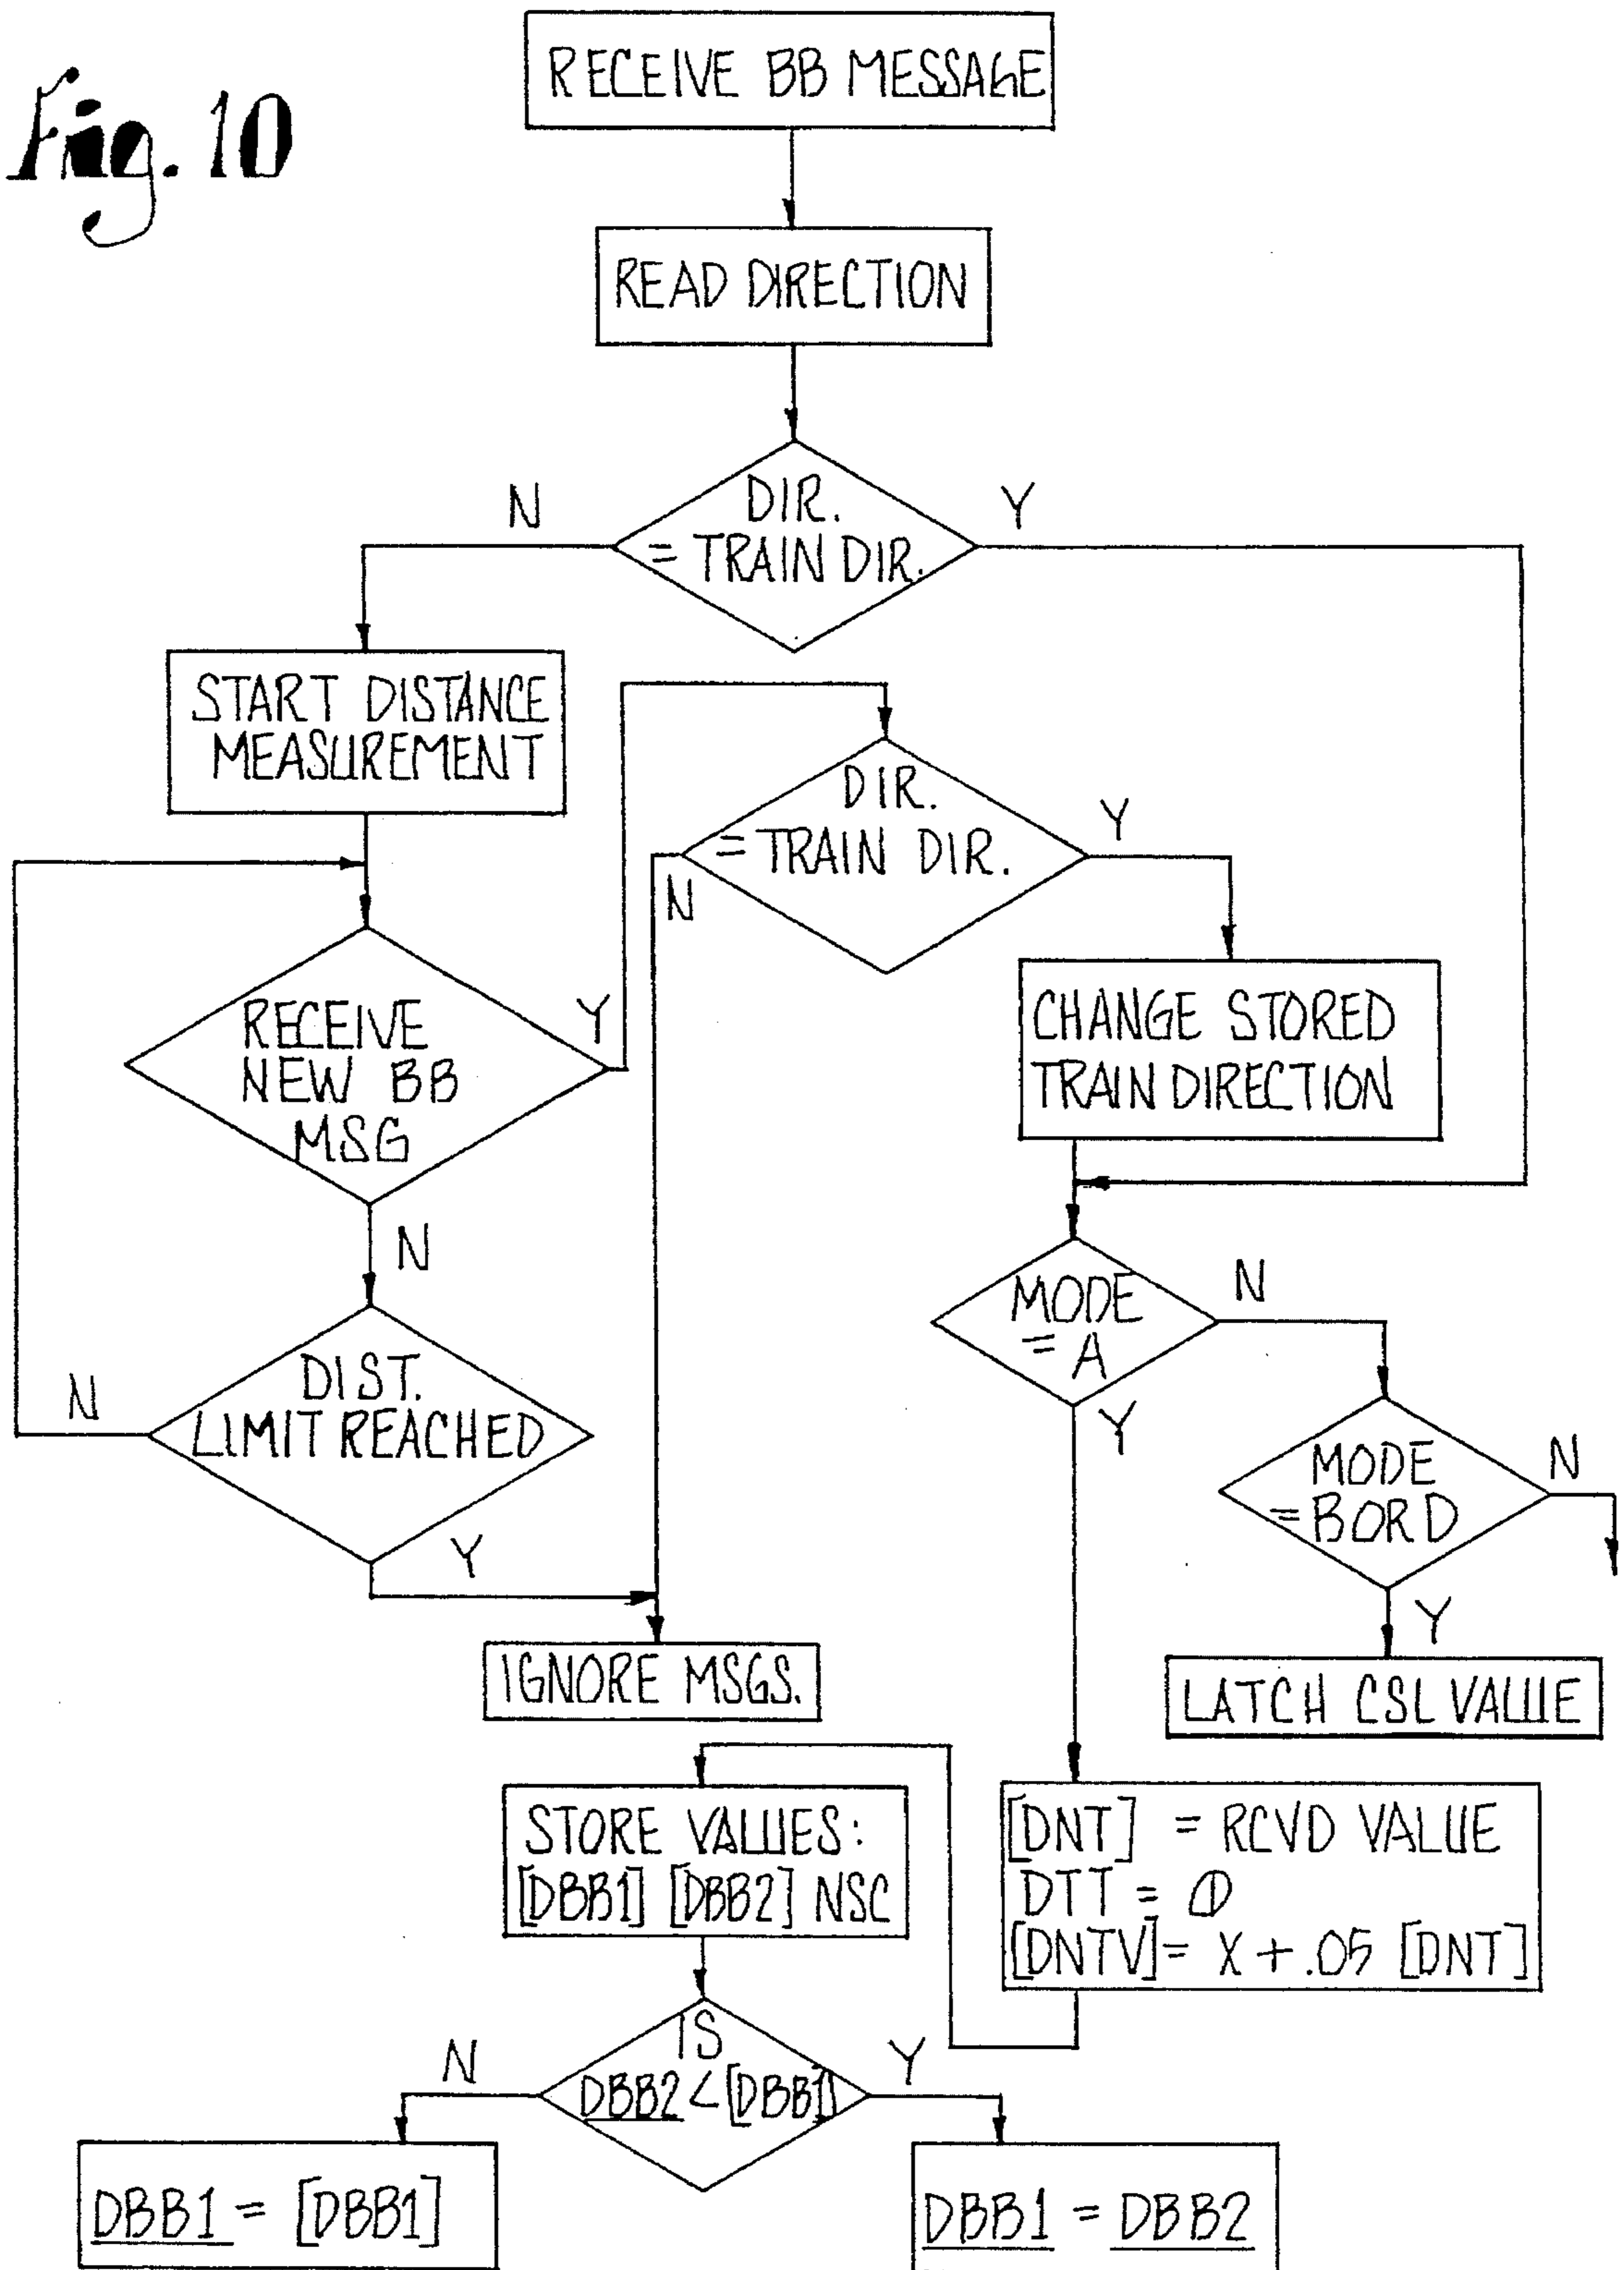 Fig. 10
RECEIVE BB MESSAGE
READ DIRECTION
N
DIR.
= TRAIN DIR.
Y
START DISTANCE
MEASUREMENT
DIR.
= TRAIN DIR.
Y
N
RECEIVE
NEW BB
MSG
Y
CHANGE STORED
TRAIN DIRECTION
N
MODE
= A
N
Y
DIST.
LIMIT REACHED
N
Y
MODE
= B OR D
N
Y
IGNORE MSGS.
LATCH CSL VALUE
STORE VALUES:
[DBB1] [DBB2] NSC
[DNT] = RCVD VALUE
DTT = 0
[DNTV] = X + .05 [DNT]
IS
DBB2 < [DBB1]
N
Y
DBB1 = [DBB1]
DBB1 = DBB2